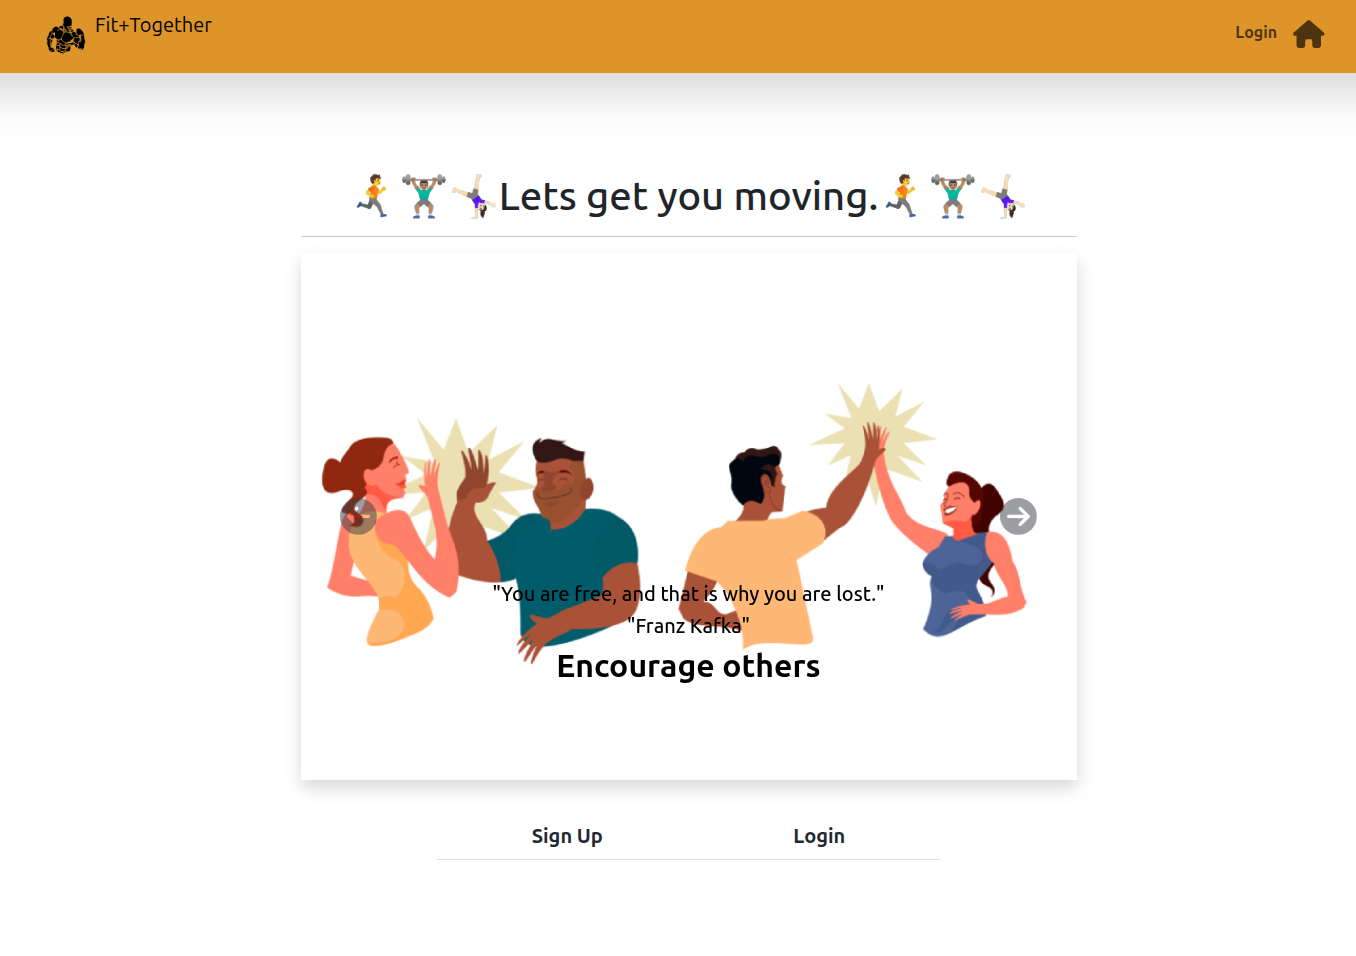 Fit+Together
Login
🏃🏋🏽‍♂️🤸🏻‍♀️Lets get you moving.🏃🏋🏽‍♂️🤸🏻‍♀️
"You are free, and that is why you are lost."
"Franz Kafka"
Encourage others
Sign Up Login